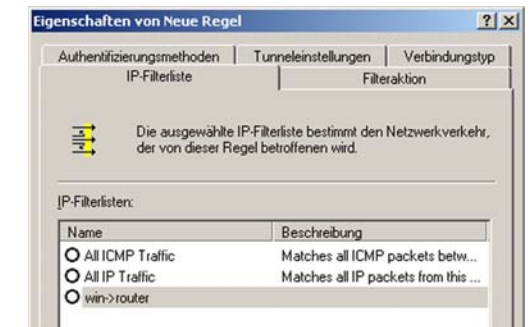 Eigenschaften von Neue Regel
Authentifizierungsmethoden Tunneleinstellungen Verbindungstyp
IP-Filterliste Filteraktion
Die ausgewählte IP-Filterliste bestimmt den Netzwerkverkehr,
der von dieser Regel betroffenen wird.
IP-Filterlisten:
Name Beschreibung
All ICMP Traffic Matches all ICMP packets betw...
All IP Traffic Matches all IP packets from this ...
win->router